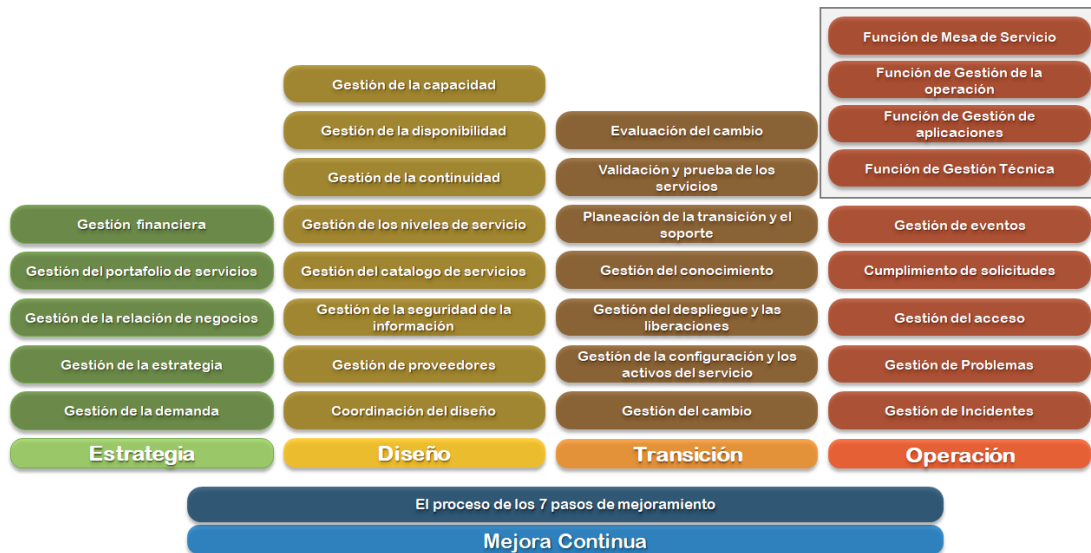 Función de Mesa de Servicio
Función de Gestión de la
operación
Función de Gestión de
aplicaciones
Función de Gestión Técnica
Gestión de la capacidad
Gestión de la disponibilidad
Gestión de la continuidad
Evaluación del cambio
Validación y prueba de los
servicios
Gestión financiera
Gestión del portafolio de servicios
Gestión de la relación de negocios
Gestión de la estrategia
Gestión de la demanda
Estrategia
Gestión de los niveles de servicio
Gestión del catalogo de servicios
Gestión de la seguridad de la
información
Gestión de proveedores
Coordinación del diseño
Diseño
Planeación de la transición y el
soporte
Gestión del conocimiento
Gestión del despliegue y las
liberaciones
Gestión de la configuración y los
activos del servicio
Gestión del cambio
Transición
Gestión de eventos
Cumplimiento de solicitudes
Gestión del acceso
Gestión de Problemas
Gestión de Incidentes
Operación
El proceso de los 7 pasos de mejoramiento
Mejora Continua